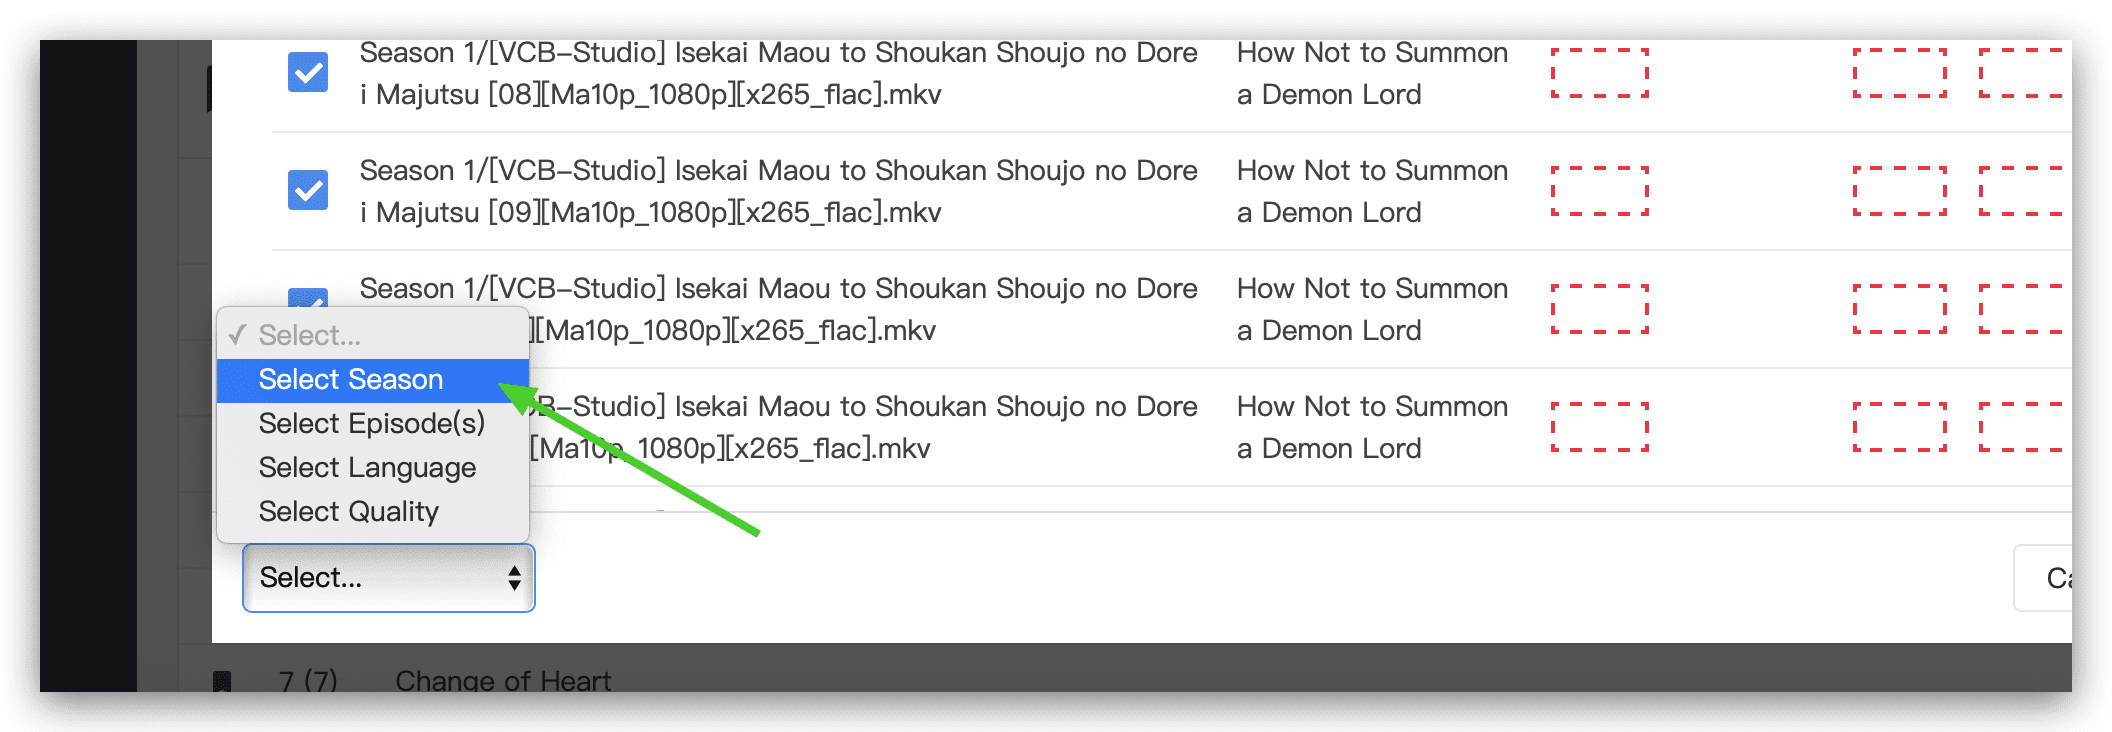 Season 1/[VCB-Studio] Isekai Maou to Shoukan Shoujo no Dore
i Majutsu [08][Ma10p_1080p][x265_flac].mkv
How Not to Summon
a Demon Lord
Season 1/[VCB-Studio] Isekai Maou to Shoukan Shoujo no Dore
i Majutsu [09][Ma10p_1080p][x265_flac].mkv
How Not to Summon
a Demon Lord
Season 1/[VCB-Studio] Isekai Maou to Shoukan Shoujo no Dore
][Ma10p_1080p][x265_flac].mkv
How Not to Summon
a Demon Lord
CB-Studio] Isekai Maou to Shoukan Shoujo no Dore
[Ma10p_1080p][x265_flac].mkv
How Not to Summon
a Demon Lord
✓ Select...
Select Season
Select Episode(s)
Select Language
Select Quality
Select...
Ca
7 (7) Change of Heart